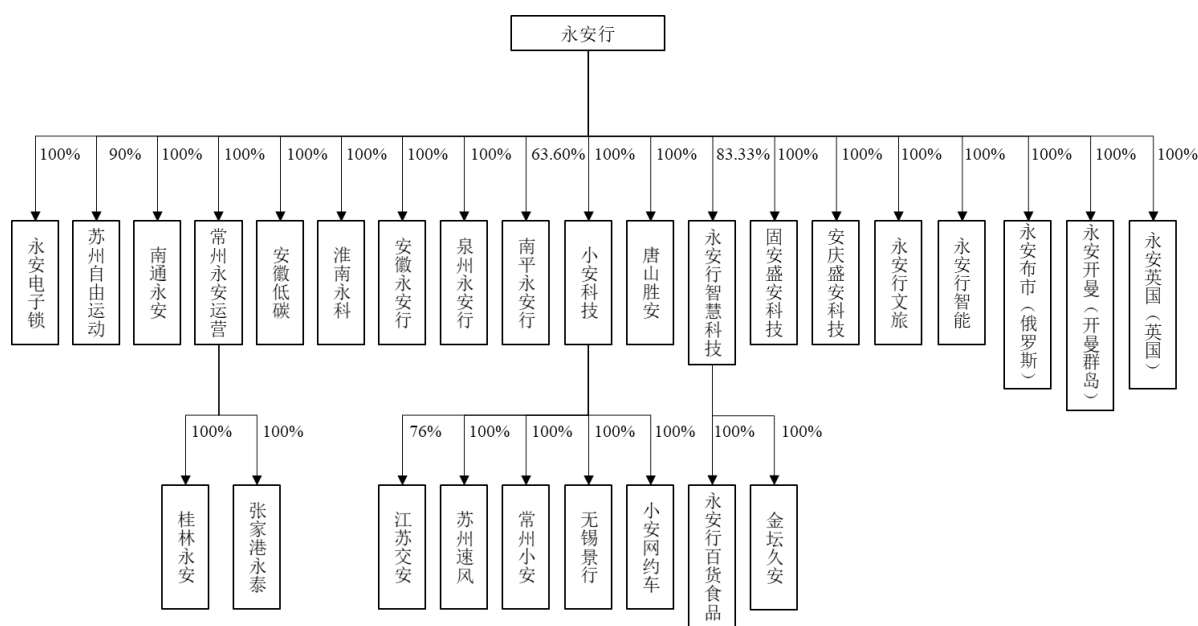 永安行
100%
90%
100%
100%
100%
100%
100%
100%
63.60%
100%
100%
83.33%
100%
100%
100%
100%
100%
100%
100%
永安电子锁
苏州自由运动
南通永安
常州永安运营
安徽低碳
淮南永科
安徽永安行
泉州永安行
南平永安行
小安科技
唐山胜安
永安行智慧科技
固安盛安科技
安庆盛安科技
永安行文旅
永安行智能
永安布市（俄罗斯）
永安开曼（开曼群岛）
永安英国（英国）
100%
100%
76%
100%
100%
100%
100%
100%
100%
桂林永安
张家港永泰
江苏交安
苏州速风
常州小安
无锡景行
小安网约车
永安行百货食品
金坛久安